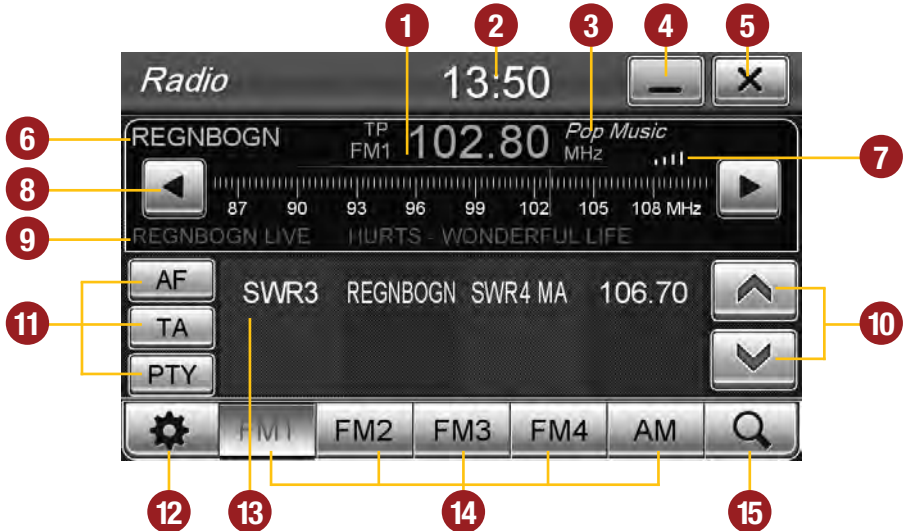 1 2 3 4 5
Radio 13:50
6 REGNBOGN TP FM1 102.80 MHz Pop Music
7
8
87 90 93 96 99 102 105 108 MHz
9 REGNBOGN LIVE HURTS - WONDERFUL LIFE
AF SWR3 REGNBOGN SWR4 MA 106.70
10
11 TA
PTY
FM1 FM2 FM3 FM4 AM
12 13 14 15